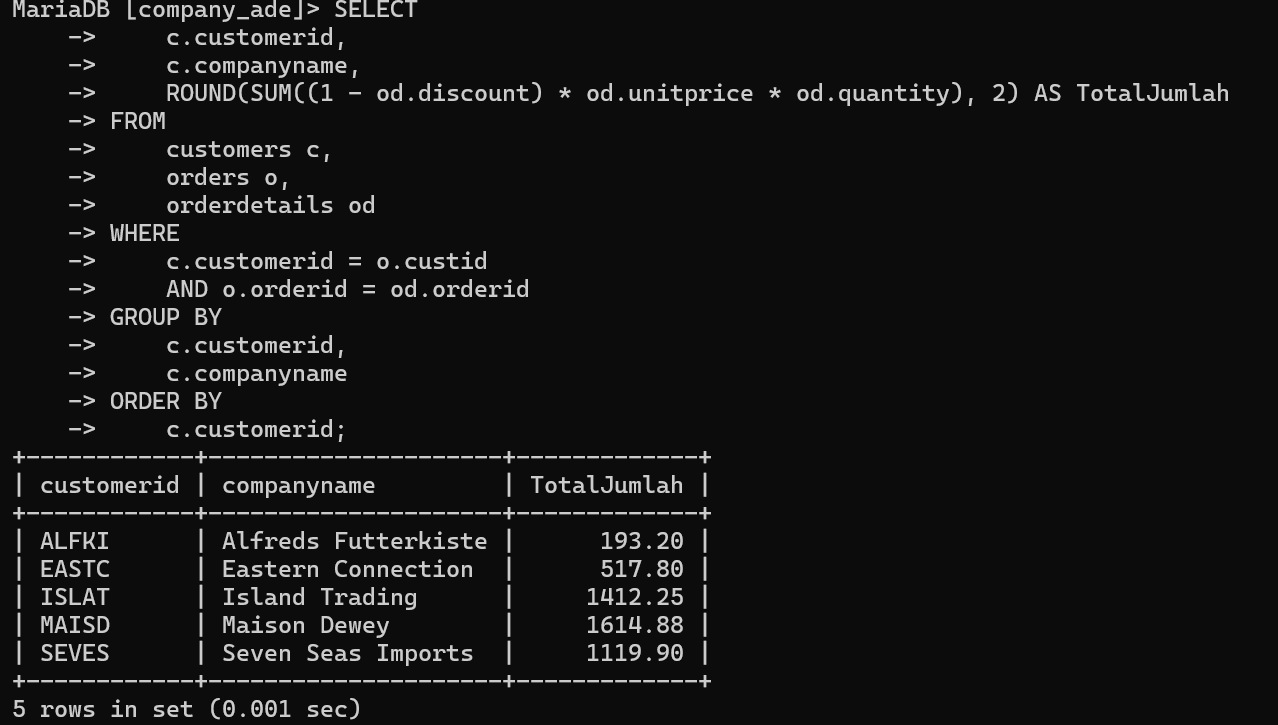 MariaDB [company_ade]> SELECT
    ->     c.customerid,
    ->     c.companyname,
    ->     ROUND(SUM((1 - od.discount) * od.unitprice * od.quantity), 2) AS TotalJumlah
    -> FROM
    ->     customers c,
    ->     orders o,
    ->     orderdetails od
    -> WHERE
    ->     c.customerid = o.custid
    ->     AND o.orderid = od.orderid
    -> GROUP BY
    ->     c.customerid,
    ->     c.companyname
    -> ORDER BY
    ->     c.customerid;
+------------+---------------------+-------------+
| customerid | companyname         | TotalJumlah |
+------------+---------------------+-------------+
| ALFKI      | Alfreds Futterkiste |      193.20 |
| EASTC      | Eastern Connection  |      517.80 |
| ISLAT      | Island Trading      |     1412.25 |
| MAISD      | Maison Dewey        |     1614.88 |
| SEVES      | Seven Seas Imports  |     1119.90 |
+------------+---------------------+-------------+
5 rows in set (0.001 sec)